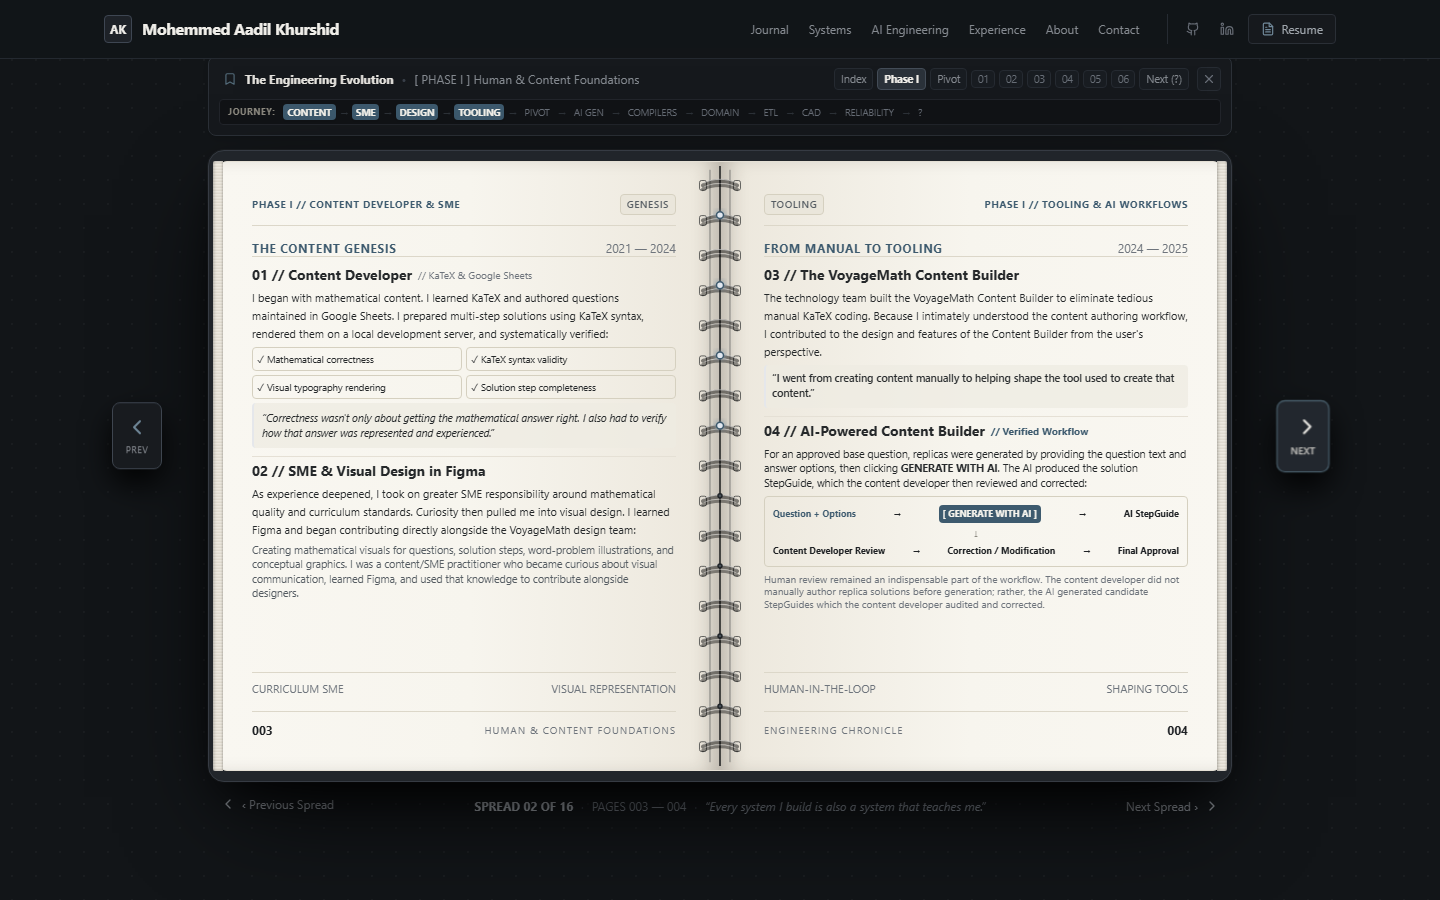 AK Mohemmed Aadil Khurshid
Journal Systems AI Engineering Experience About Contact Resume
The Engineering Evolution · [ PHASE I ] Human & Content Foundations
Index Phase I Pivot 01 02 03 04 05 06 Next (?) ✕
JOURNEY: CONTENT → SME → DESIGN → TOOLING → PIVOT → AI GEN → COMPILERS → DOMAIN → ETL → CAD → RELIABILITY → ?
PHASE I // CONTENT DEVELOPER & SME GENESIS
THE CONTENT GENESIS 2021 — 2024
01 // Content Developer // KaTeX & Google Sheets
I began with mathematical content. I learned KaTeX and authored questions
maintained in Google Sheets. I prepared multi-step solutions using KaTeX syntax,
rendered them on a local development server, and systematically verified:
✓ Mathematical correctness ✓ KaTeX syntax validity
✓ Visual typography rendering ✓ Solution step completeness
"Correctness wasn't only about getting the mathematical answer right. I also had to verify
how that answer was represented and experienced."
02 // SME & Visual Design in Figma
As experience deepened, I took on greater SME responsibility around mathematical
quality and curriculum standards. Curiosity then pulled me into visual design. I learned
Figma and began contributing directly alongside the VoyageMath design team:
Creating mathematical visuals for questions, solution steps, word-problem illustrations, and
conceptual graphics. I was a content/SME practitioner who became curious about visual
communication, learned Figma, and used that knowledge to contribute alongside
designers.
CURRICULUM SME VISUAL REPRESENTATION
003 HUMAN & CONTENT FOUNDATIONS
TOOLING PHASE I // TOOLING & AI WORKFLOWS
FROM MANUAL TO TOOLING 2024 — 2025
03 // The VoyageMath Content Builder
The technology team built the VoyageMath Content Builder to eliminate tedious
manual KaTeX coding. Because I intimately understood the content authoring workflow,
I contributed to the design and features of the Content Builder from the user's
perspective.
"I went from creating content manually to helping shape the tool used to create that
content."
04 // AI-Powered Content Builder // Verified Workflow
For an approved base question, replicas were generated by providing the question text and
answer options, then clicking GENERATE WITH AI. The AI produced the solution
StepGuide, which the content developer then reviewed and corrected:
Question + Options → [ GENERATE WITH AI ] → AI StepGuide
↓
Content Developer Review → Correction / Modification → Final Approval
Human review remained an indispensable part of the workflow. The content developer did not
manually author replica solutions before generation; rather, the AI generated candidate
StepGuides which the content developer audited and corrected.
HUMAN-IN-THE-LOOP SHAPING TOOLS
ENGINEERING CHRONICLE 004
PREV
NEXT
‹ Previous Spread SPREAD 02 OF 16 PAGES 003 — 004 "Every system I build is also a system that teaches me." Next Spread ›